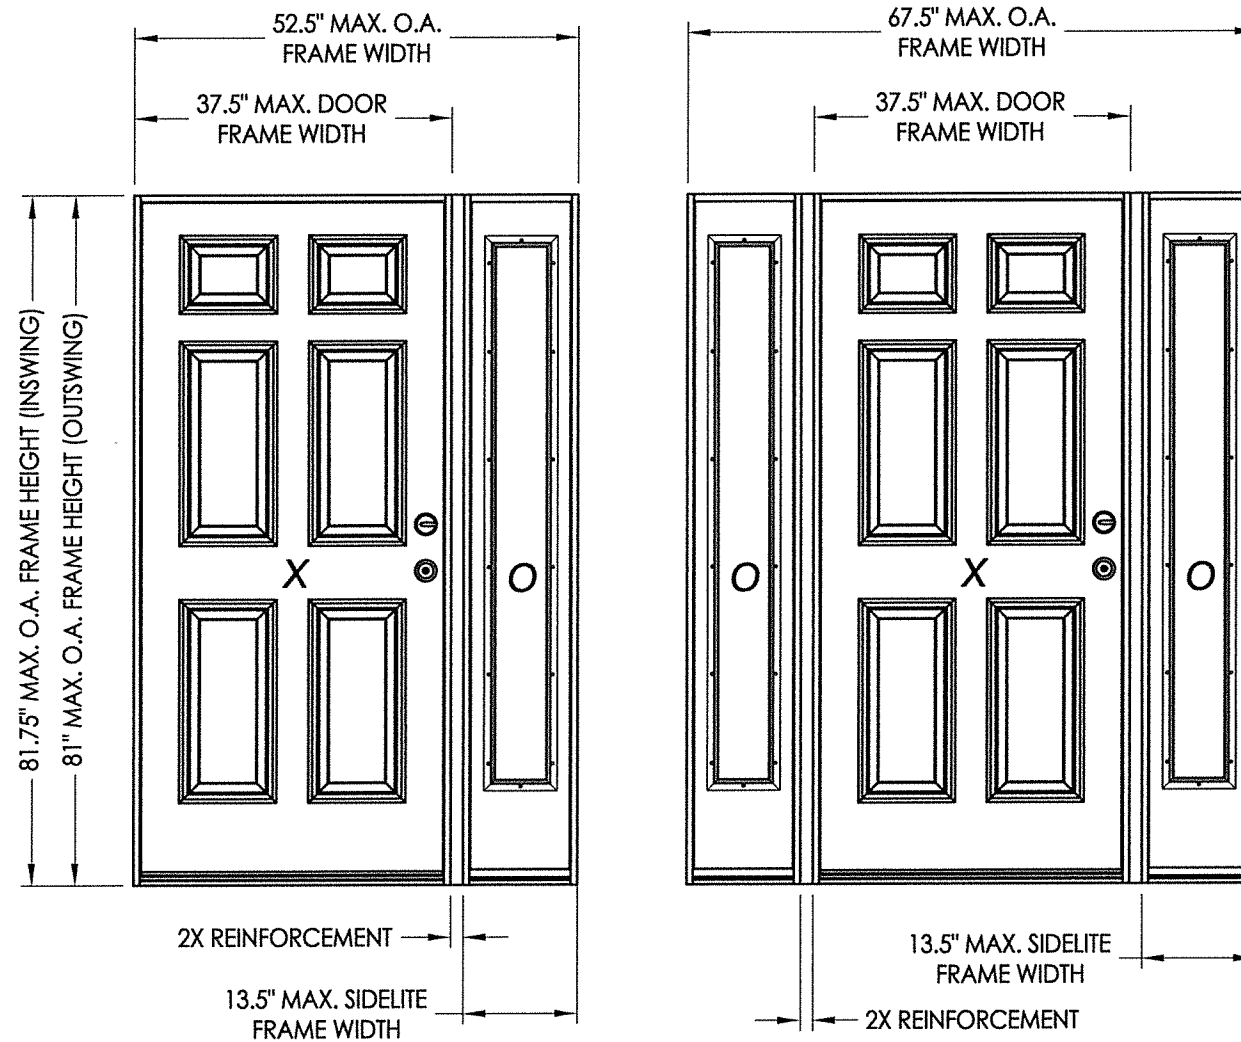 52.5" MAX. O.A.
FRAME WIDTH
37.5" MAX. DOOR
FRAME WIDTH
81.75" MAX. O.A. FRAME HEIGHT (INSWING)
81" MAX. O.A. FRAME HEIGHT (OUTSWING)
X
O
2X REINFORCEMENT
13.5" MAX. SIDELITE
FRAME WIDTH
67.5" MAX. O.A.
FRAME WIDTH
37.5" MAX. DOOR
FRAME WIDTH
O
X
O
13.5" MAX. SIDELITE
FRAME WIDTH
2X REINFORCEMENT